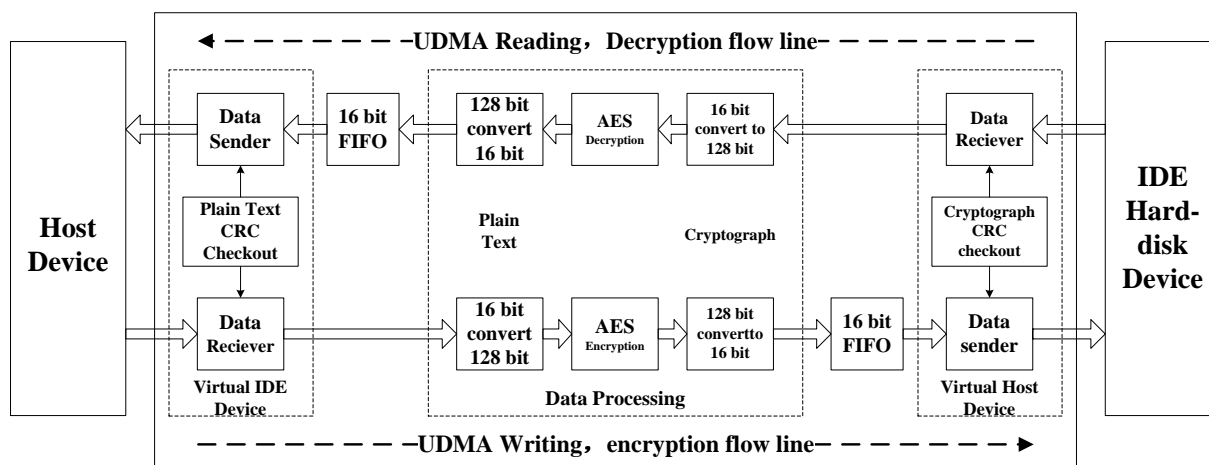 UDMA Reading，Decryption flow line
Host
Device
Data
Sender
16 bit
FIFO
128 bit
convert
16 bit
AES
Decryption
16 bit
convert to
128 bit
Data
Reciever
IDE
Hard-
disk
Device
Plain Text
CRC
Checkout
Plain
Text
Cryptograph
Cryptograph
CRC
checkout
Data
Reciever
16 bit
convert
128 bit
AES
Encryption
128 bit
convertto
16 bit
16 bit
FIFO
Data
sender
Virtual IDE
Device
Data Processing
Virtual Host
Device
UDMA Writing，encryption flow line